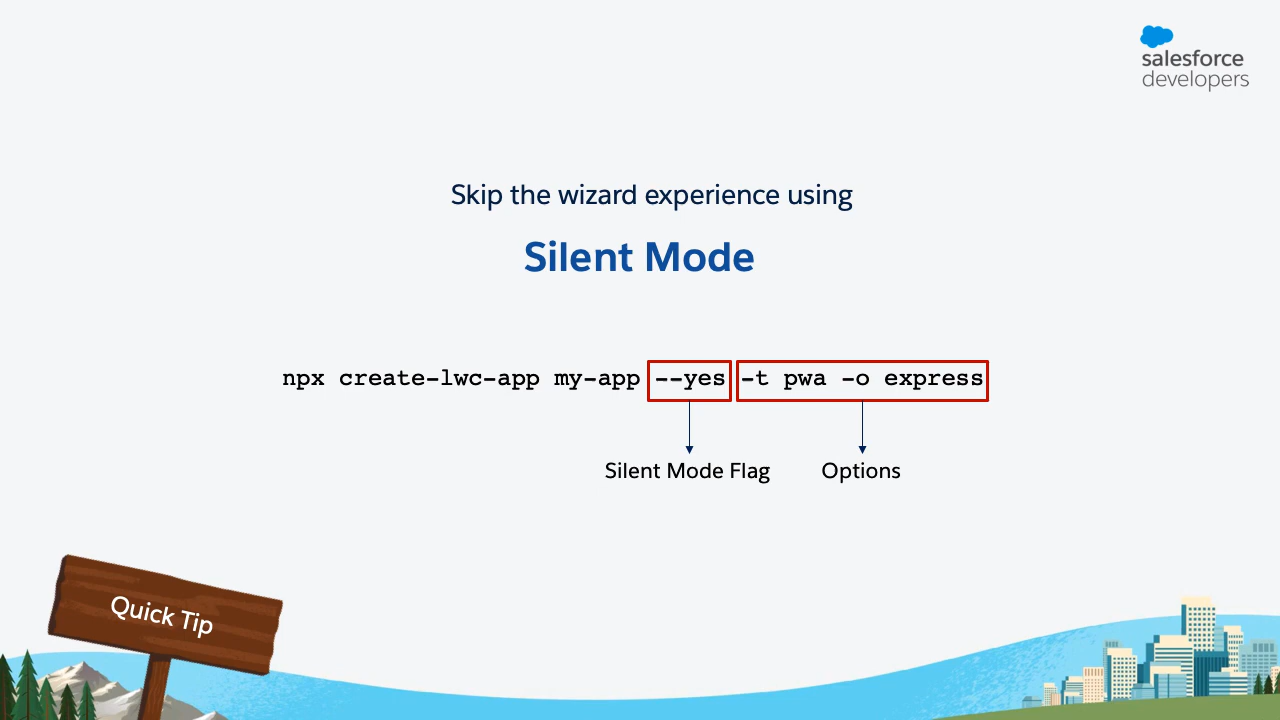 salesforce
developers
Skip the wizard experience using
Silent Mode
npx create-lwc-app my-app --yes -t pwa -o express
Silent Mode Flag Options
Quick Tip